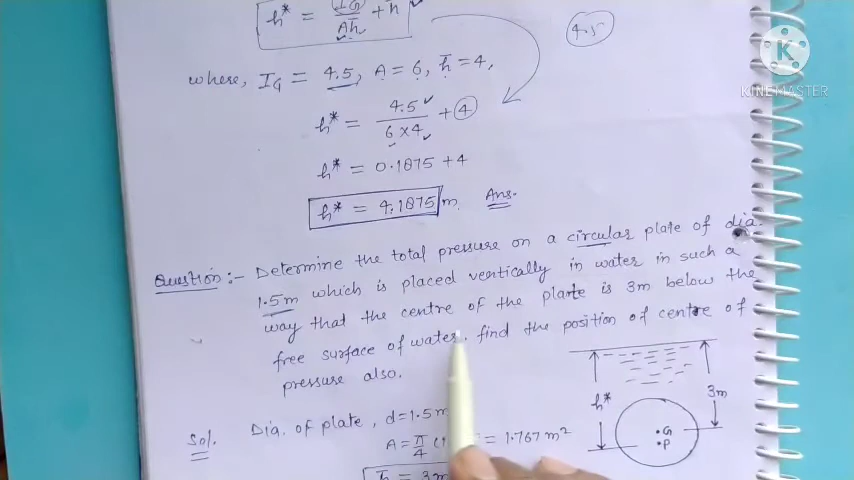 h* = IG / Ah̄ + h̄
4.5
KINEMASTER
where, IG = 4.5, A = 6, h̄ = 4,
h* = 4.5 / 6×4 + 4
h* = 0.1875 + 4
h* = 4.1875 m Ans.
Question :- Determine the total pressure on a circular plate of dia.
1.5m which is placed vertically in water in such a
way that the centre of the plate is 3m below the
free surface of water. find the position of centre of
pressure also.
h*
3m
G
P
Sol. Dia. of plate, d = 1.5m
A = π/4 (1 = 1.767 m²
h̄ = 3m